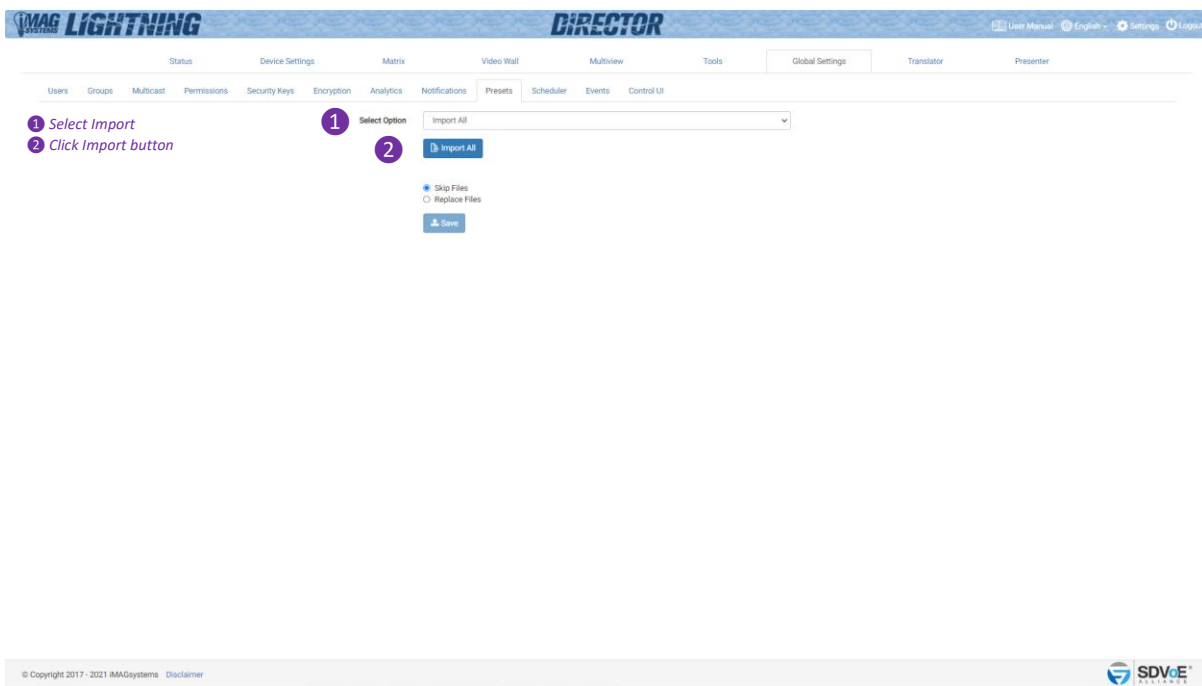 iMAG SYSTEMS LIGHTNING DIRECTOR User Manual English Settings Logout
Status Device Settings Matrix Video Wall Multiview Tools Global Settings Translator Presenter
Users Groups Multicast Permissions Security Keys Encryption Analytics Notifications Presets Scheduler Events Control UI
1 Select Import
2 Click Import button
1 Select Option Import All
2 Import All
Skip Files
Replace Files
Save
© Copyright 2017 - 2021 iMAGsystems Disclaimer
SDVoE
ALLIANCE